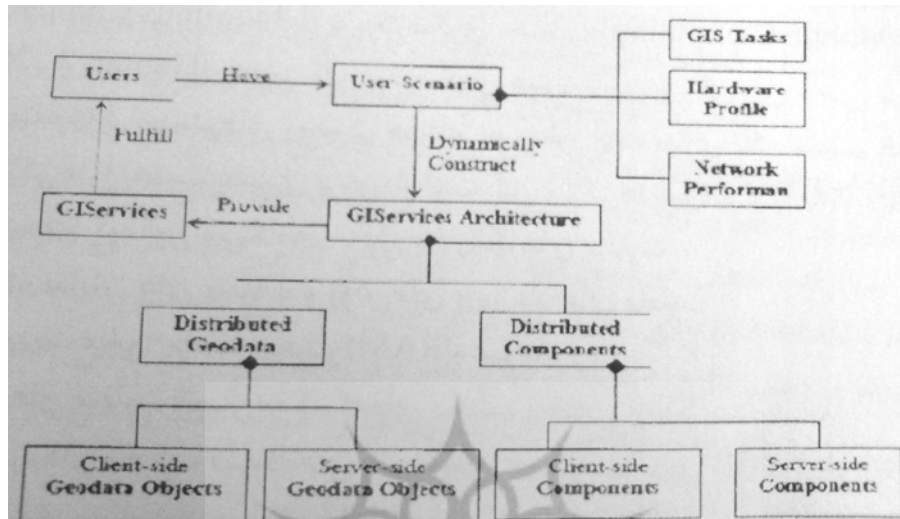 GIS Tasks
Users
Have
User Scenario
Hardware
Profile
Fulfill
Dynamically
Construct
Network
Performan
GIServices
Provide
GIServices Architecture
Distributed
Geodata
Distributed
Components
Client-side
Geodata Objects
Server-side
Geodata Objects
Client-side
Components
Server-side
Components